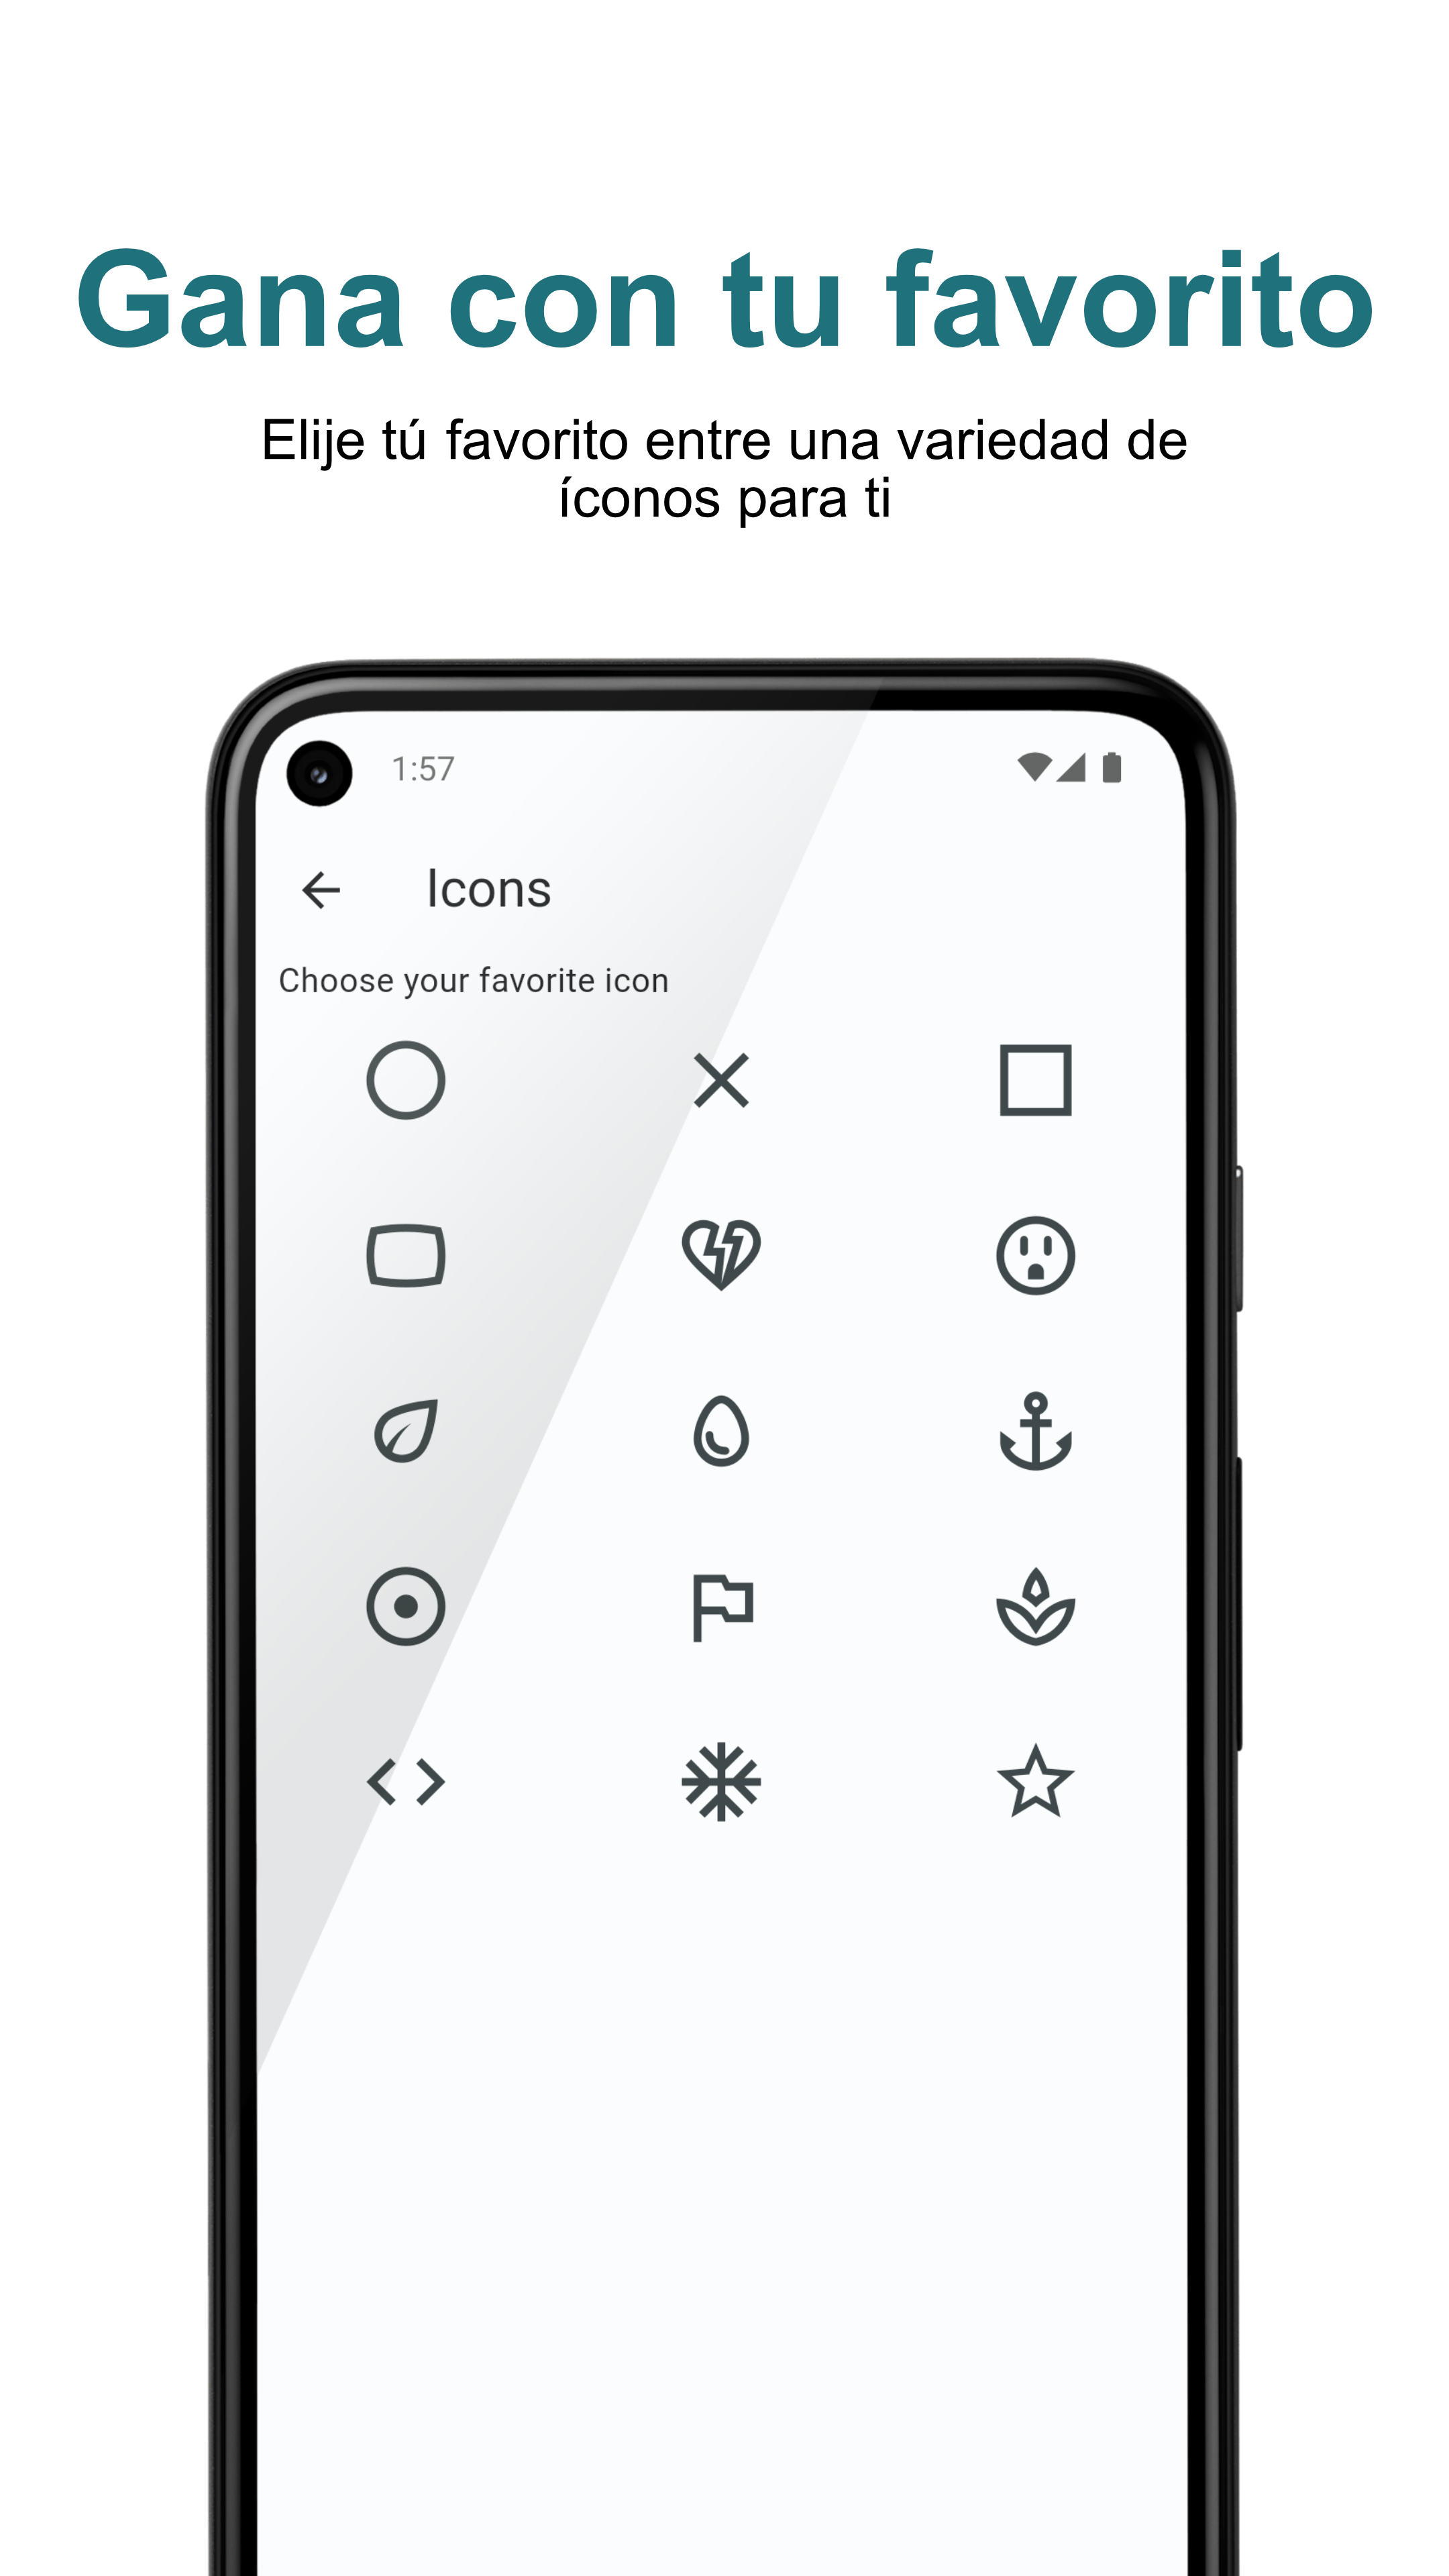 Gana con tu favorito
Elije tú favorito entre una variedad de
íconos para ti
1:57
Icons
Choose your favorite icon